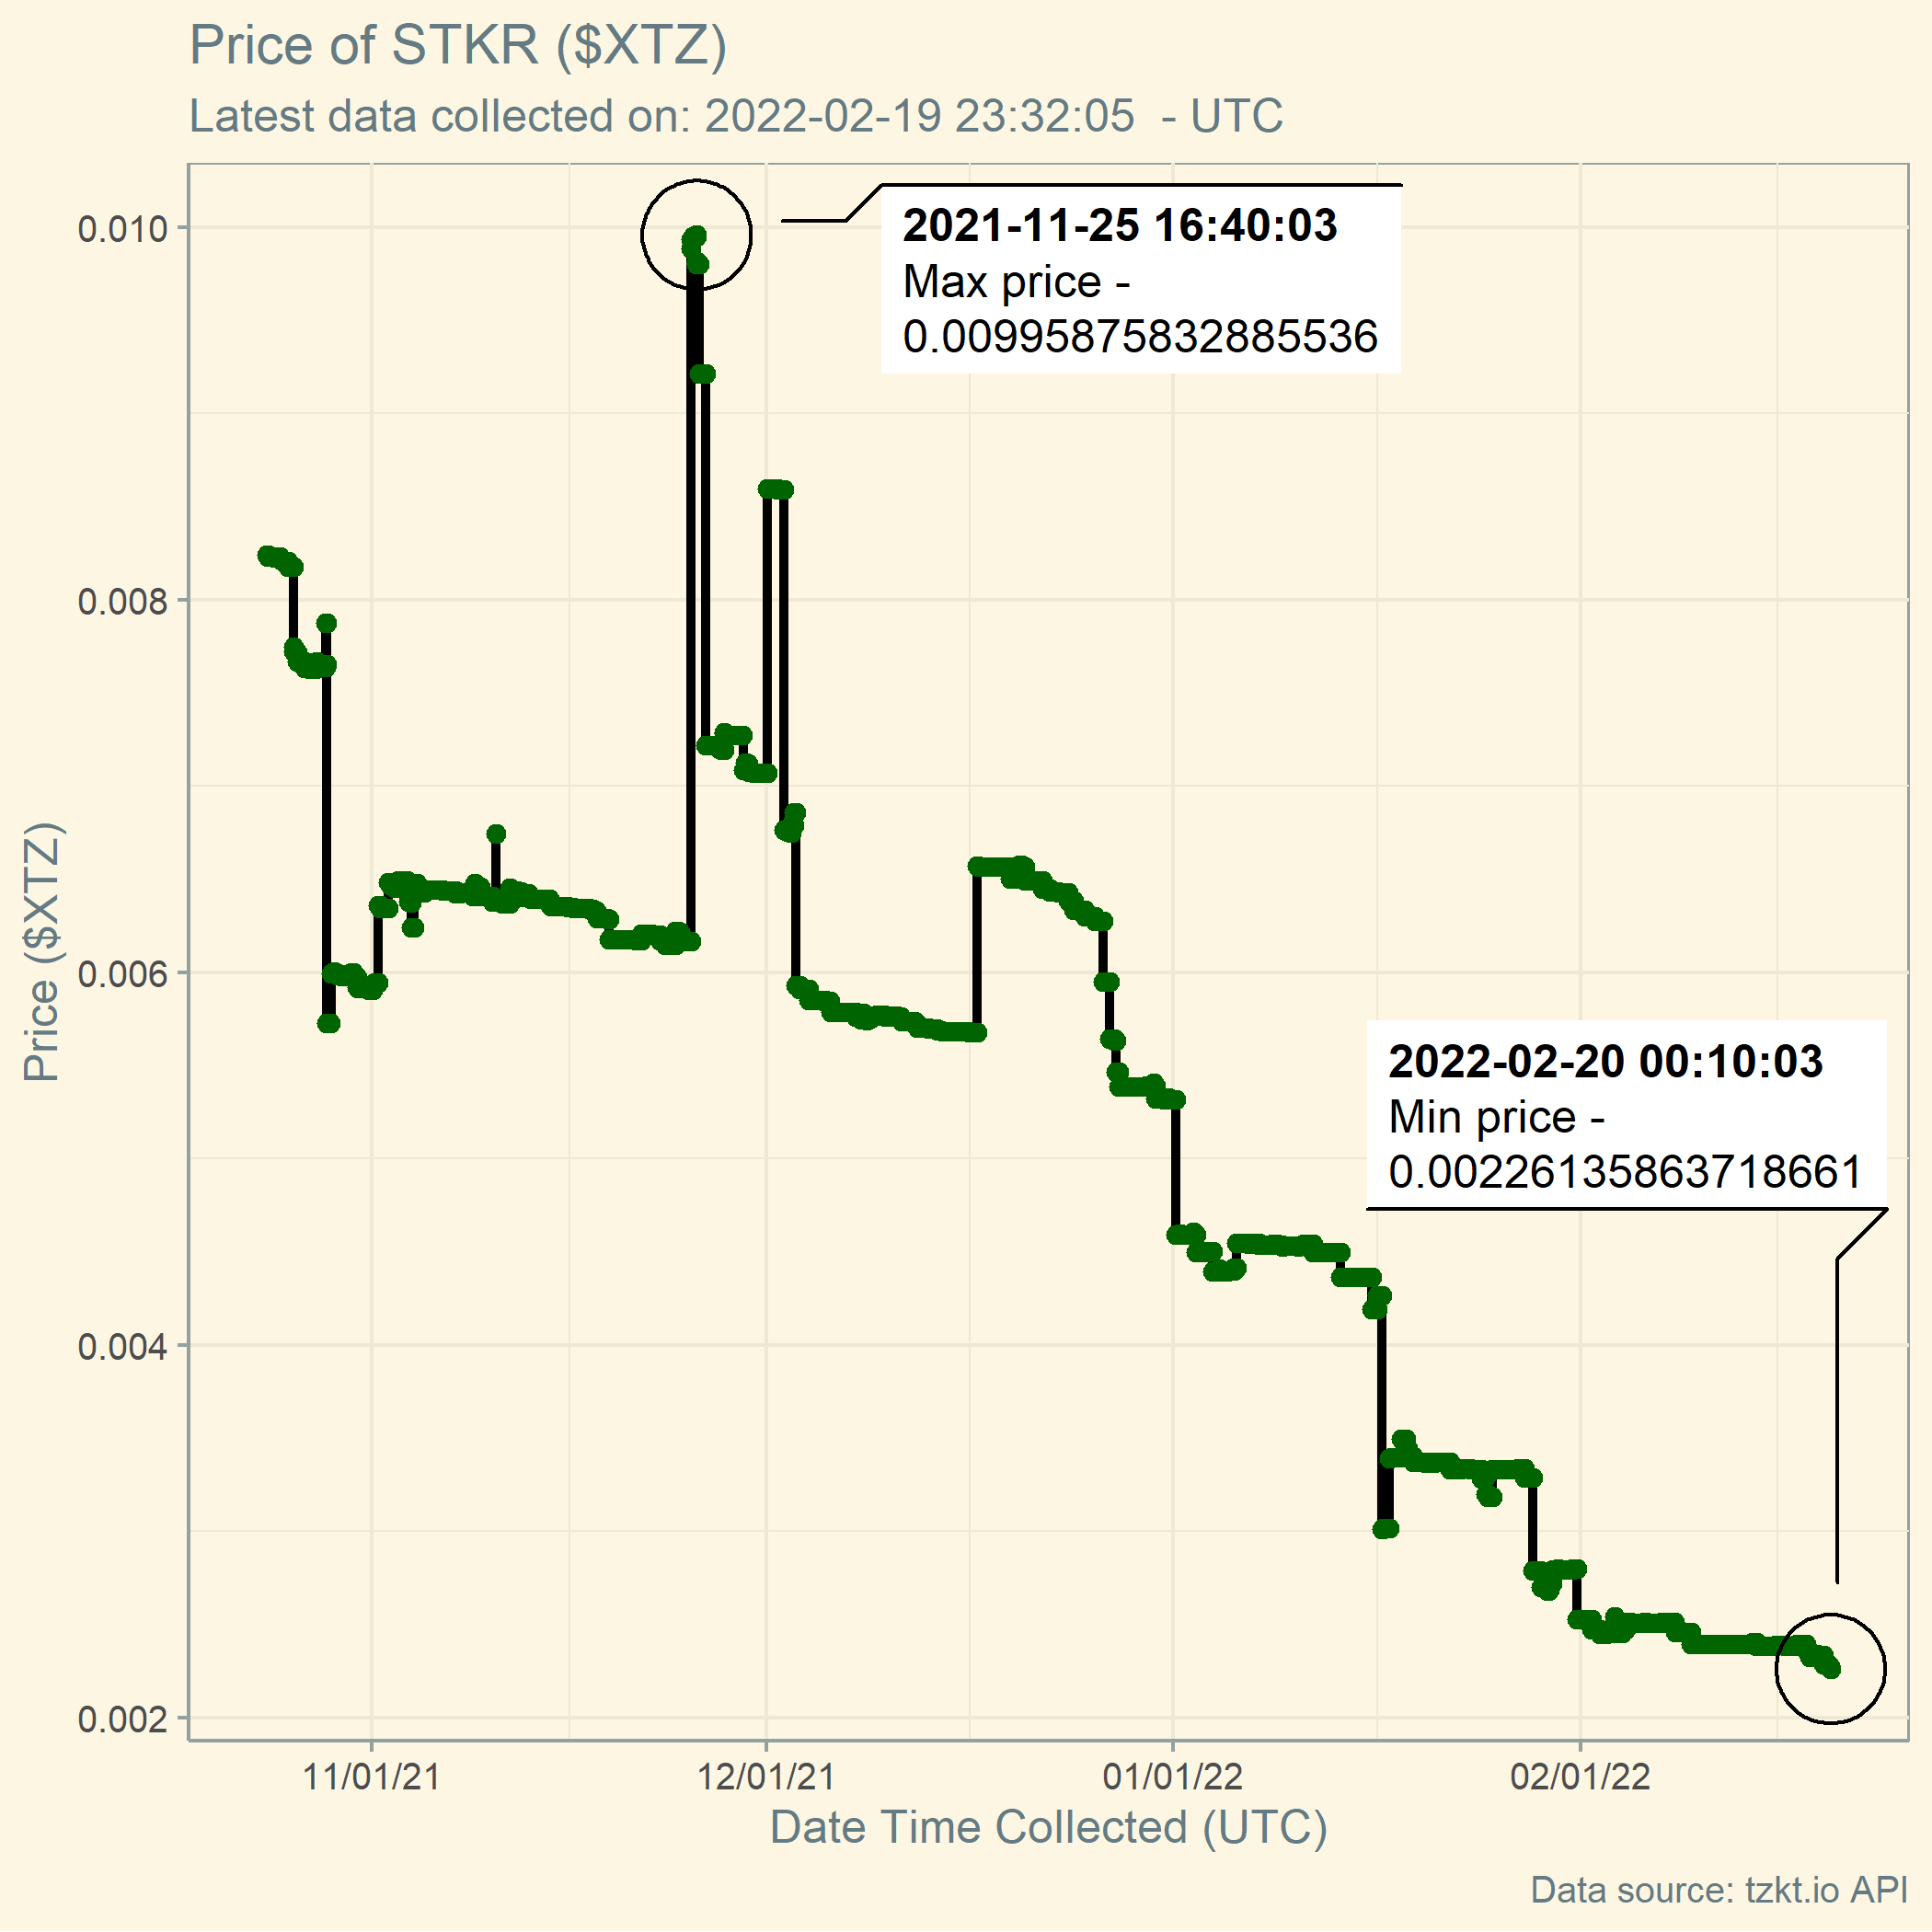 Price of STKR ($XTZ)
Latest data collected on: 2022-02-19 23:32:05  - UTC
2021-11-25 16:40:03
Max price -
0.00995875832885536
2022-02-20 00:10:03
Min price -
0.00226135863718661
Price ($XTZ)
0.010
0.008
0.006
0.004
0.002
11/01/21
12/01/21
01/01/22
02/01/22
Date Time Collected (UTC)
Data source: tzkt.io API